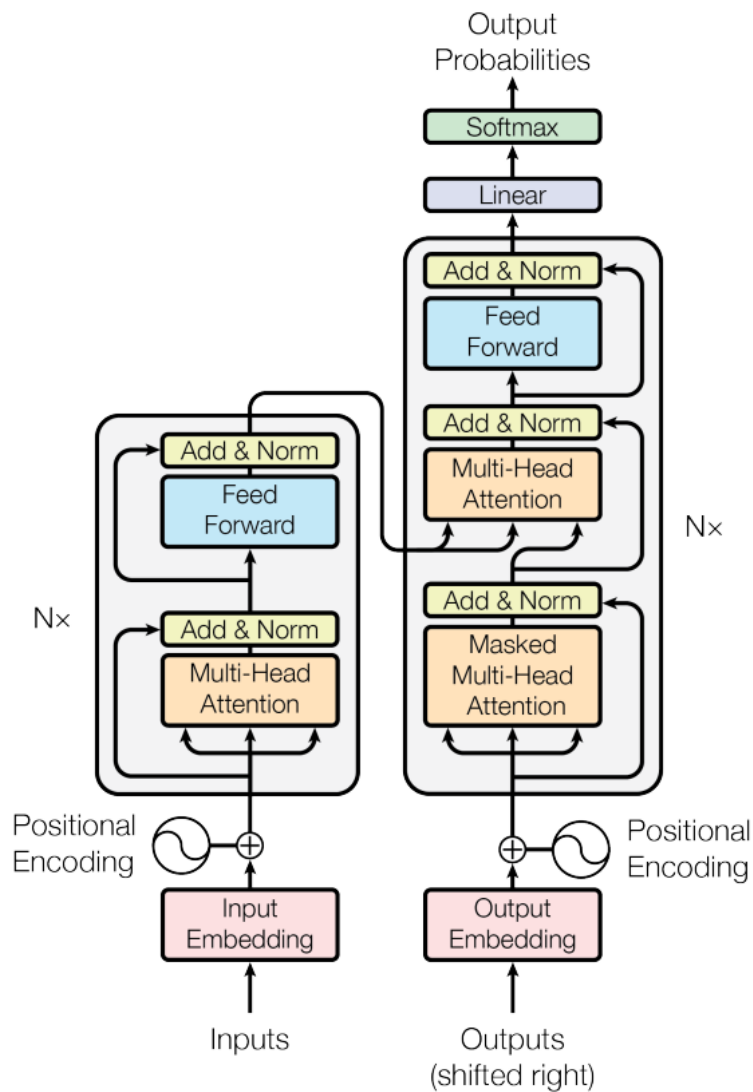 Output
Probabilities
Softmax
Linear
Add & Norm
Feed
Forward
Add & Norm
Multi-Head
Attention
Add & Norm
Masked
Multi-Head
Attention
Nx
Add & Norm
Feed
Forward
Add & Norm
Multi-Head
Attention
Nx
Positional
Encoding
Positional
Encoding
Input
Embedding
Output
Embedding
Inputs
Outputs
(shifted right)